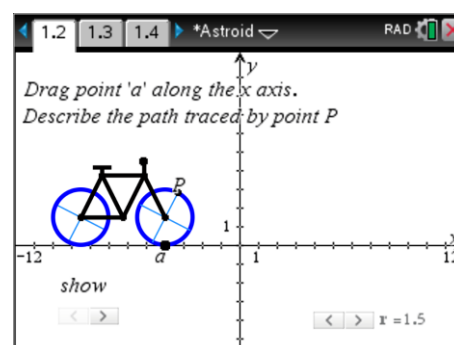 1.2 1.3 1.4 *Astroid RAD
y
Drag point 'a' along the x axis.
Describe the path traced by point P
P
1
x
-12 a 1 12
show
r =1.5